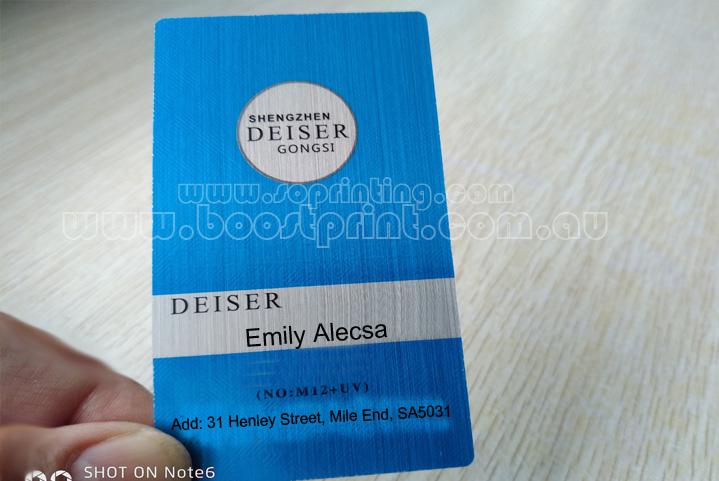 SHENGZHEN
DEISER
GONGSI
www.soprinting.com
www.boostprint.com.au
DEISER
Emily Alecsa
(NO:M12+UV)
Add: 31 Henley Street, Mile End, SA5031
SHOT ON Note6